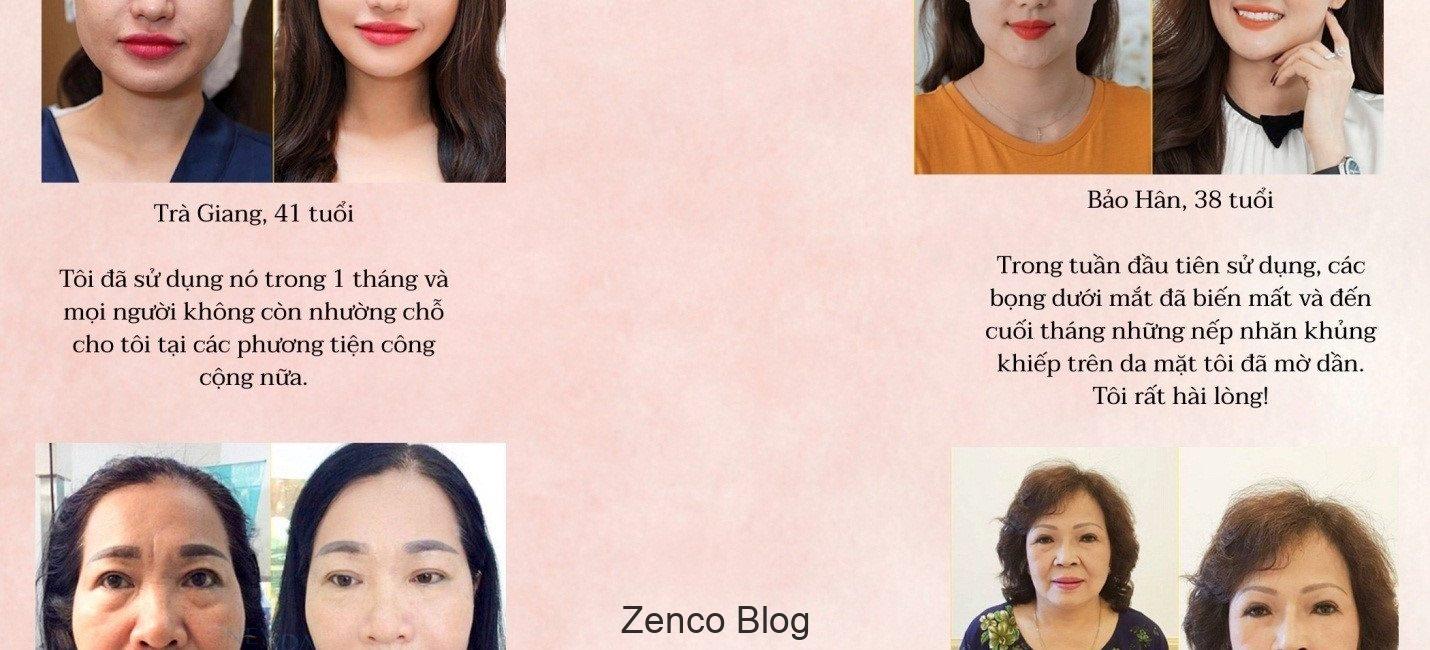 Trà Giang, 41 tuổi
Tôi đã sử dụng nó trong 1 tháng và
mọi người không còn nhường chỗ
cho tôi tại các phương tiện công
cộng nữa.
Bảo Hân, 38 tuổi
Trong tuần đầu tiên sử dụng, các
bọng dưới mắt đã biến mất và đến
cuối tháng những nếp nhăn khủng
khiếp trên da mặt tôi đã mờ dần.
Tôi rất hài lòng!
Zenco Blog